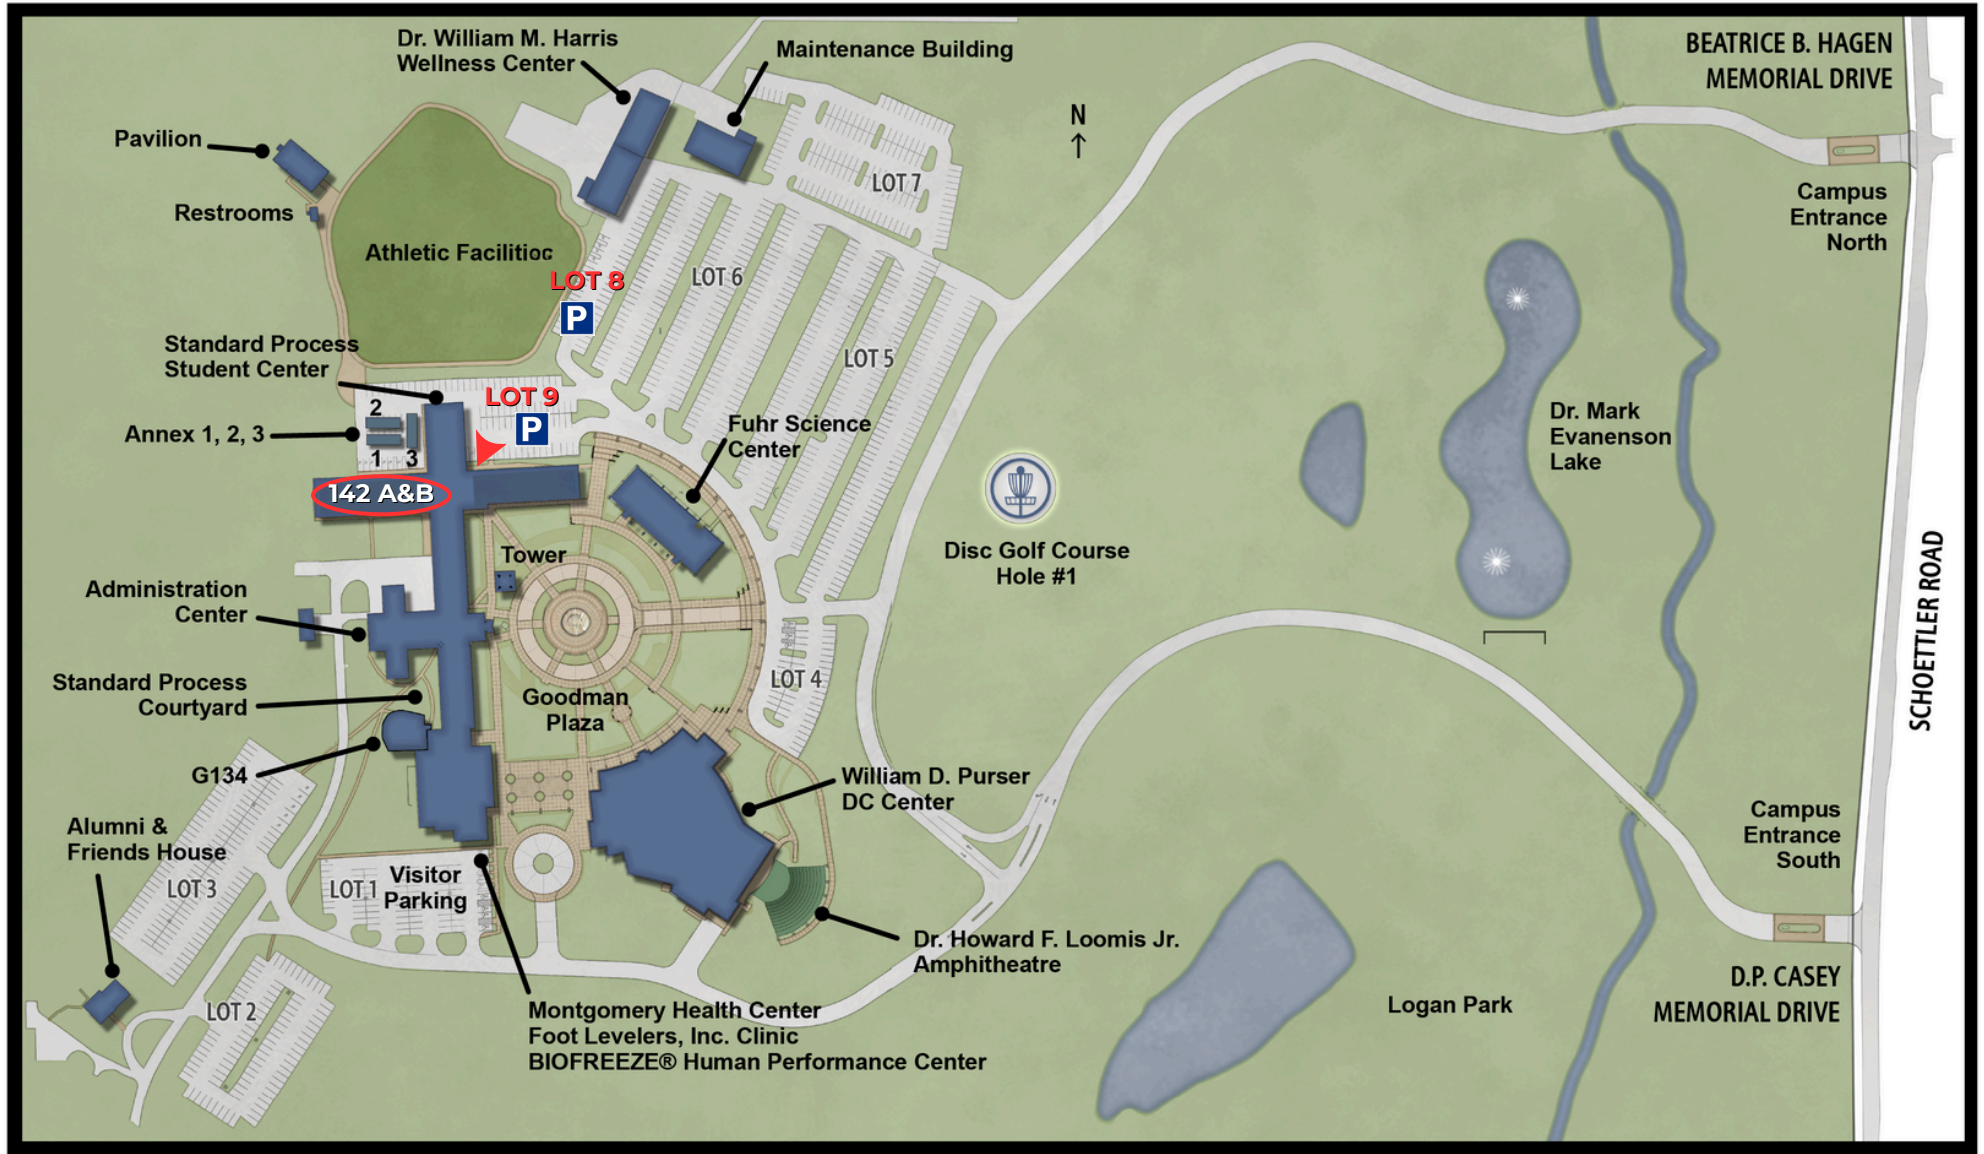 Dr. William M. Harris
Wellness Center
Maintenance Building
BEATRICE B. HAGEN
MEMORIAL DRIVE
N
Pavilion
Restrooms
LOT 7
Campus
Entrance
North
Athletic Facilities
LOT 8
P
LOT 6
Standard Process
Student Center
LOT 5
LOT 9
P
2
Annex 1, 2, 3
1 3
Fuhr Science
Center
Dr. Mark
Evanenson
Lake
142 A&B
Tower
Disc Golf Course
Hole #1
Administration
Center
SCHOETTLER ROAD
Standard Process
Courtyard
Goodman
Plaza
LOT 4
G134
William D. Purser
DC Center
Alumni &
Friends House
LOT 3
LOT 1
Visitor
Parking
Campus
Entrance
South
Dr. Howard F. Loomis Jr.
Amphitheatre
LOT 2
Montgomery Health Center
Foot Levelers, Inc. Clinic
BIOFREEZE® Human Performance Center
Logan Park
D.P. CASEY
MEMORIAL DRIVE